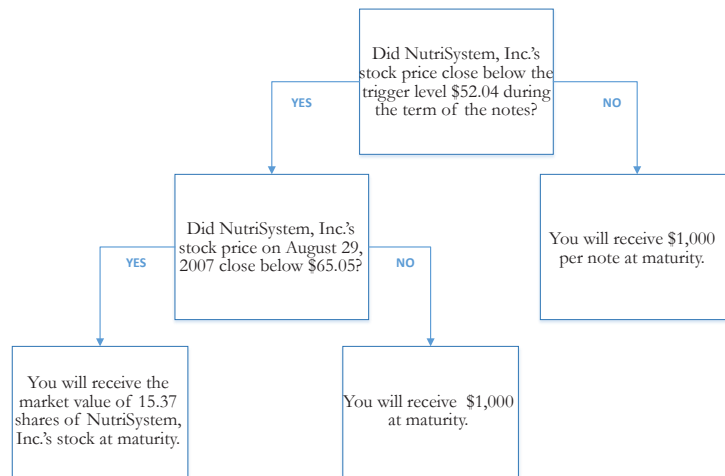 Did NutriSystem, Inc.'s
stock price close below the
trigger level $52.04 during
the term of the notes?
YES
NO
Did NutriSystem, Inc.'s
stock price on August 29,
2007 close below $65.05?
You will receive $1,000
per note at maturity.
YES
NO
You will receive the
market value of 15.37
shares of NutriSystem,
Inc.'s stock at maturity.
You will receive $1,000
at maturity.